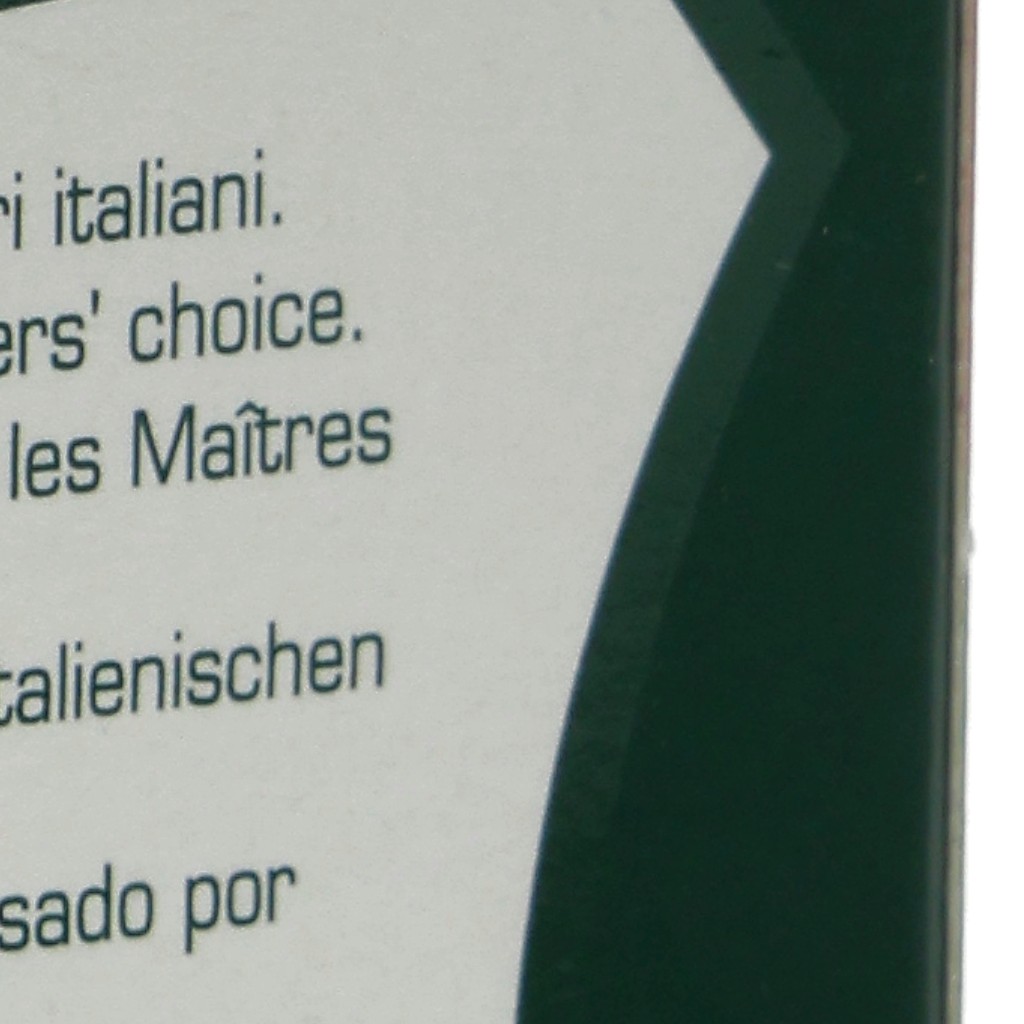 ri italiani.
ers' choice.
les Maîtres
talienischen
sado por